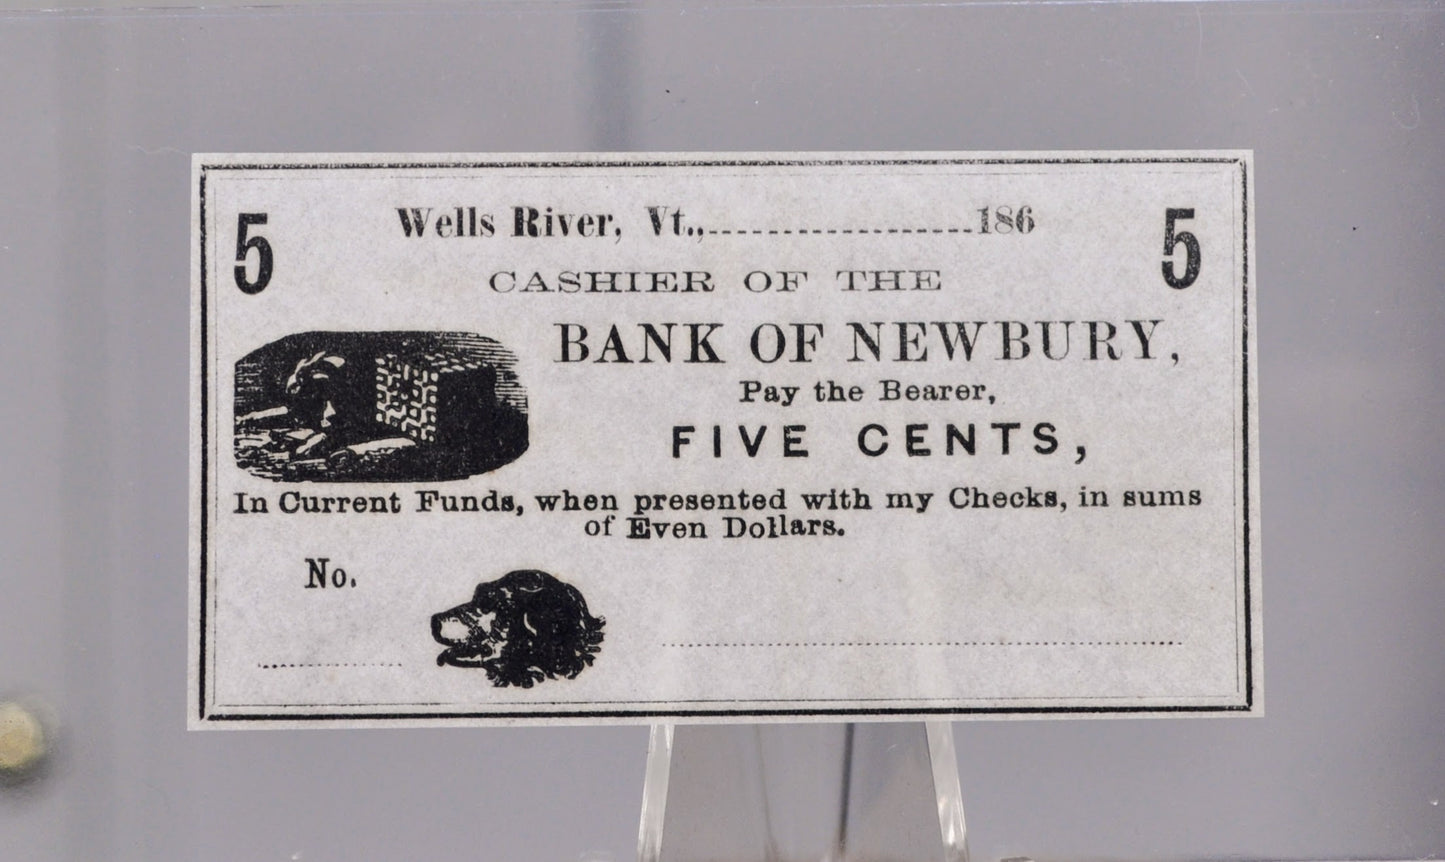 5 Wells River, Vt.,..................186 5
CASHIER OF THE
BANK OF NEWBURY,
Pay the Bearer,
FIVE CENTS,
In Current Funds, when presented with my Checks, in sums
of Even Dollars.
No.